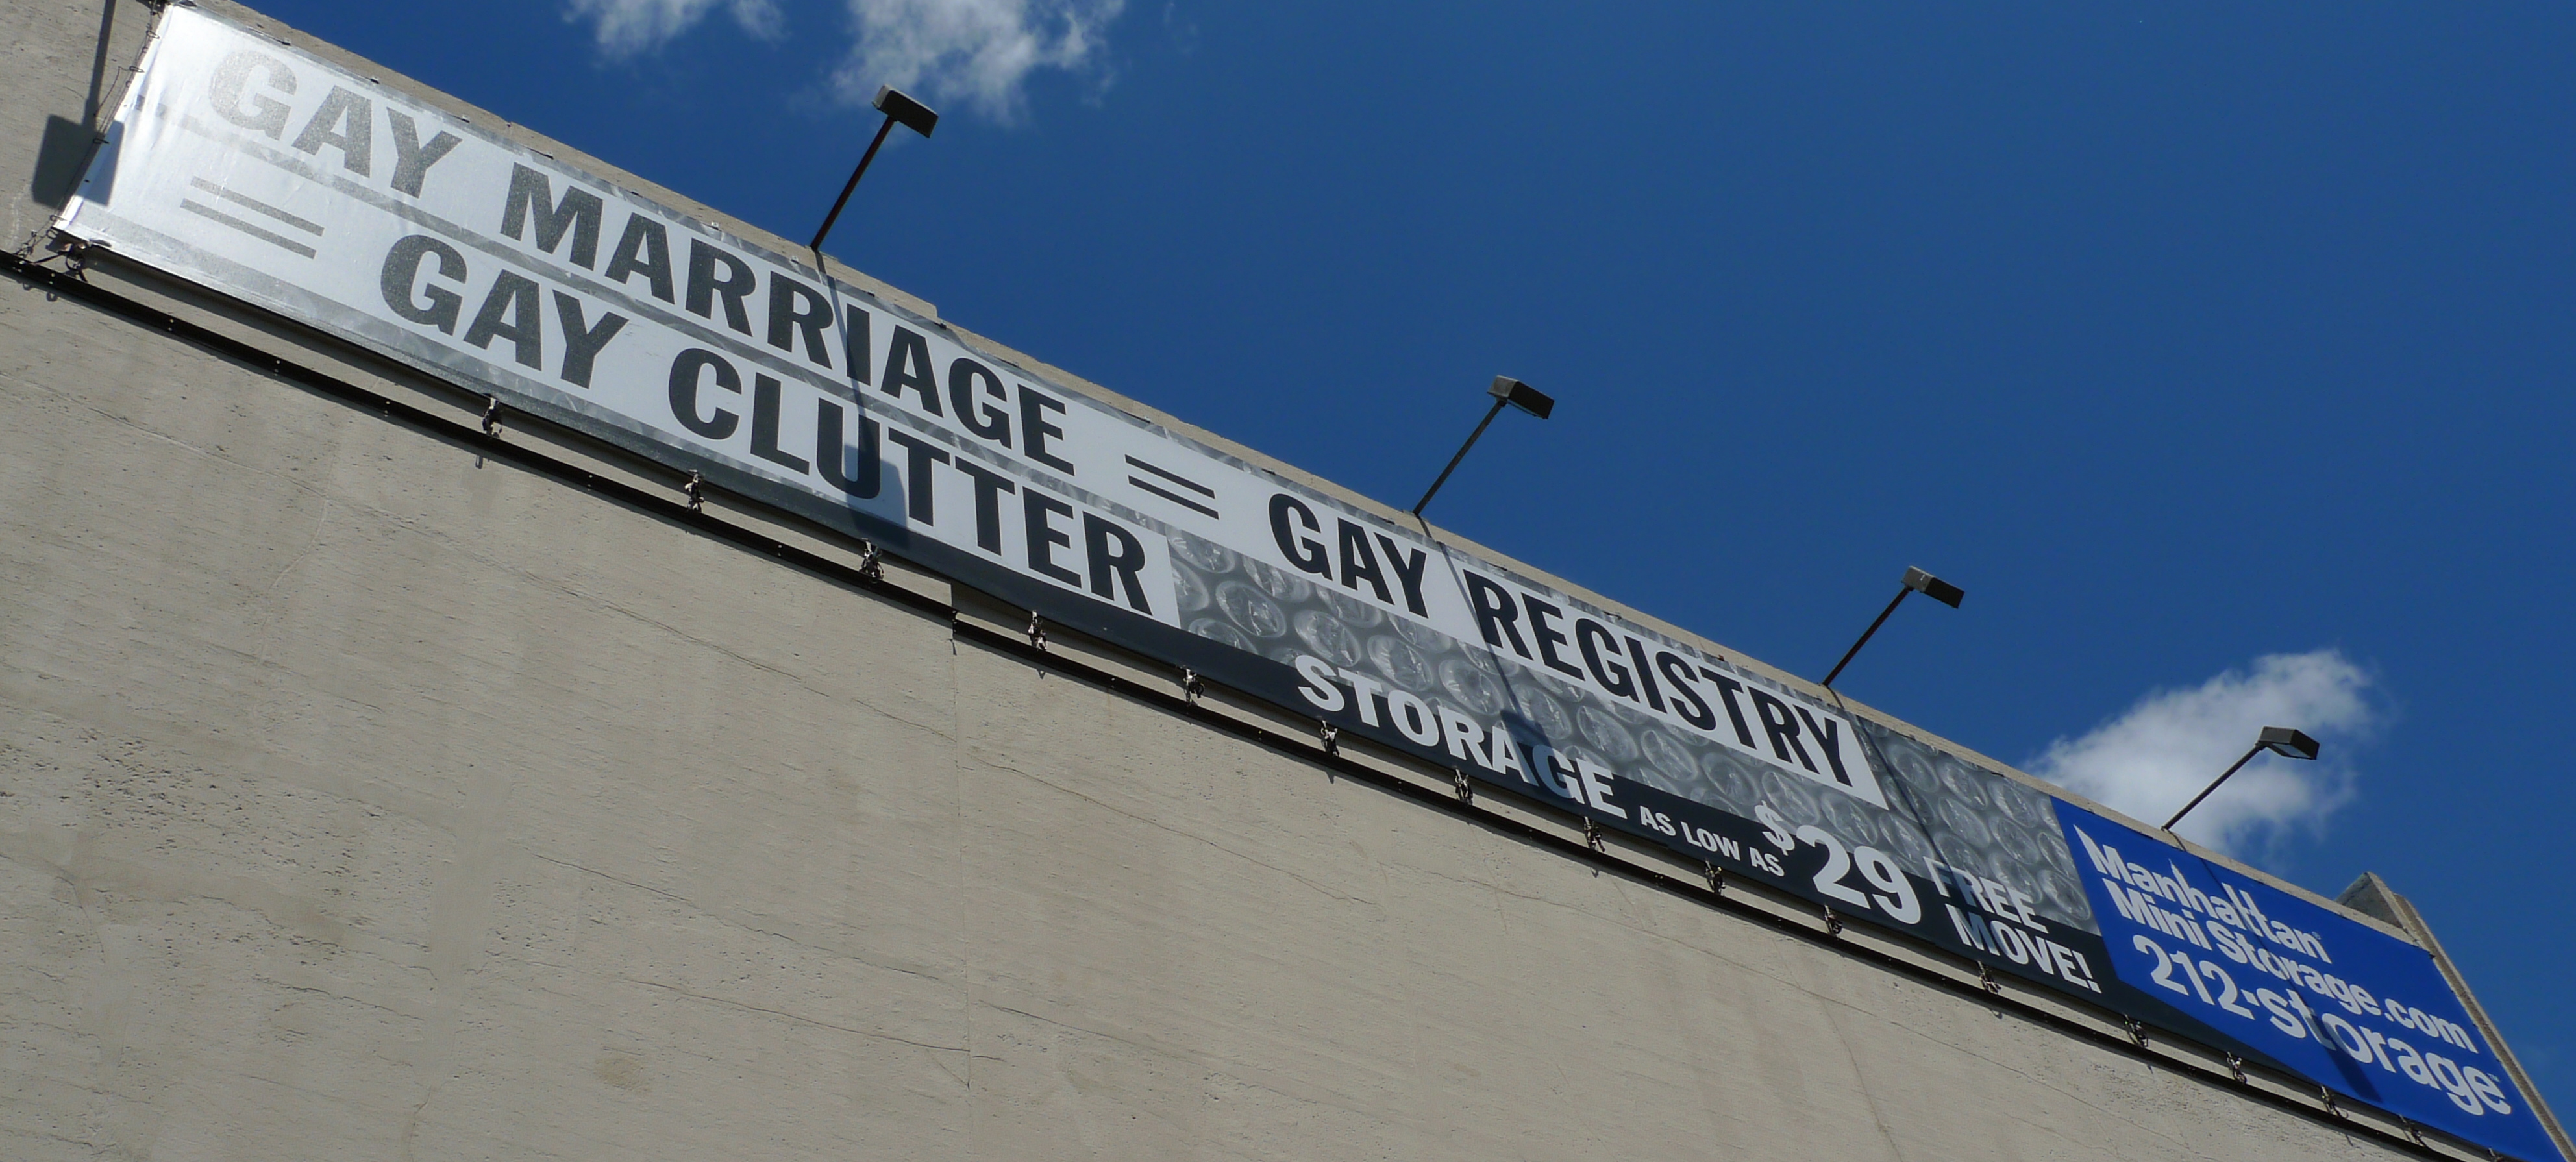 GAY MARRIAGE = GAY REGISTRY
= GAY CLUTTER
STORAGE AS LOW AS $29 FREE
MOVE!
Manhattan
Mini Storage.com
212-storage